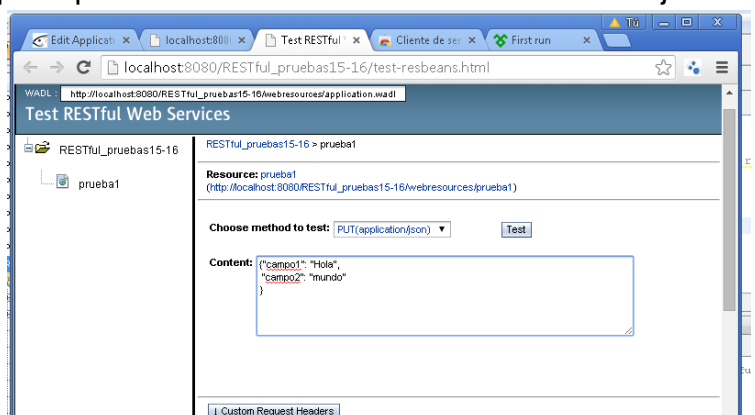 Tú
Edit Applicati
localhost:808
Test RESTful
Cliente de ser
First run
localhost:8080/RESTful_pruebas15-16/test-resbeans.html
WADL : http://localhost:8080/RESTful_pruebas15-16/webresources/application.wadl
Test RESTful Web Services
RESTful_pruebas15-16
prueba1
RESTful_pruebas15-16 > prueba1
Resource: prueba1
(http://localhost:8080/RESTful_pruebas15-16/webresources/prueba1)
Choose method to test: PUT(application/json) Test
Content: {"campo1": "Hola",
"campo2": "mundo"
}
Custom Request Headers